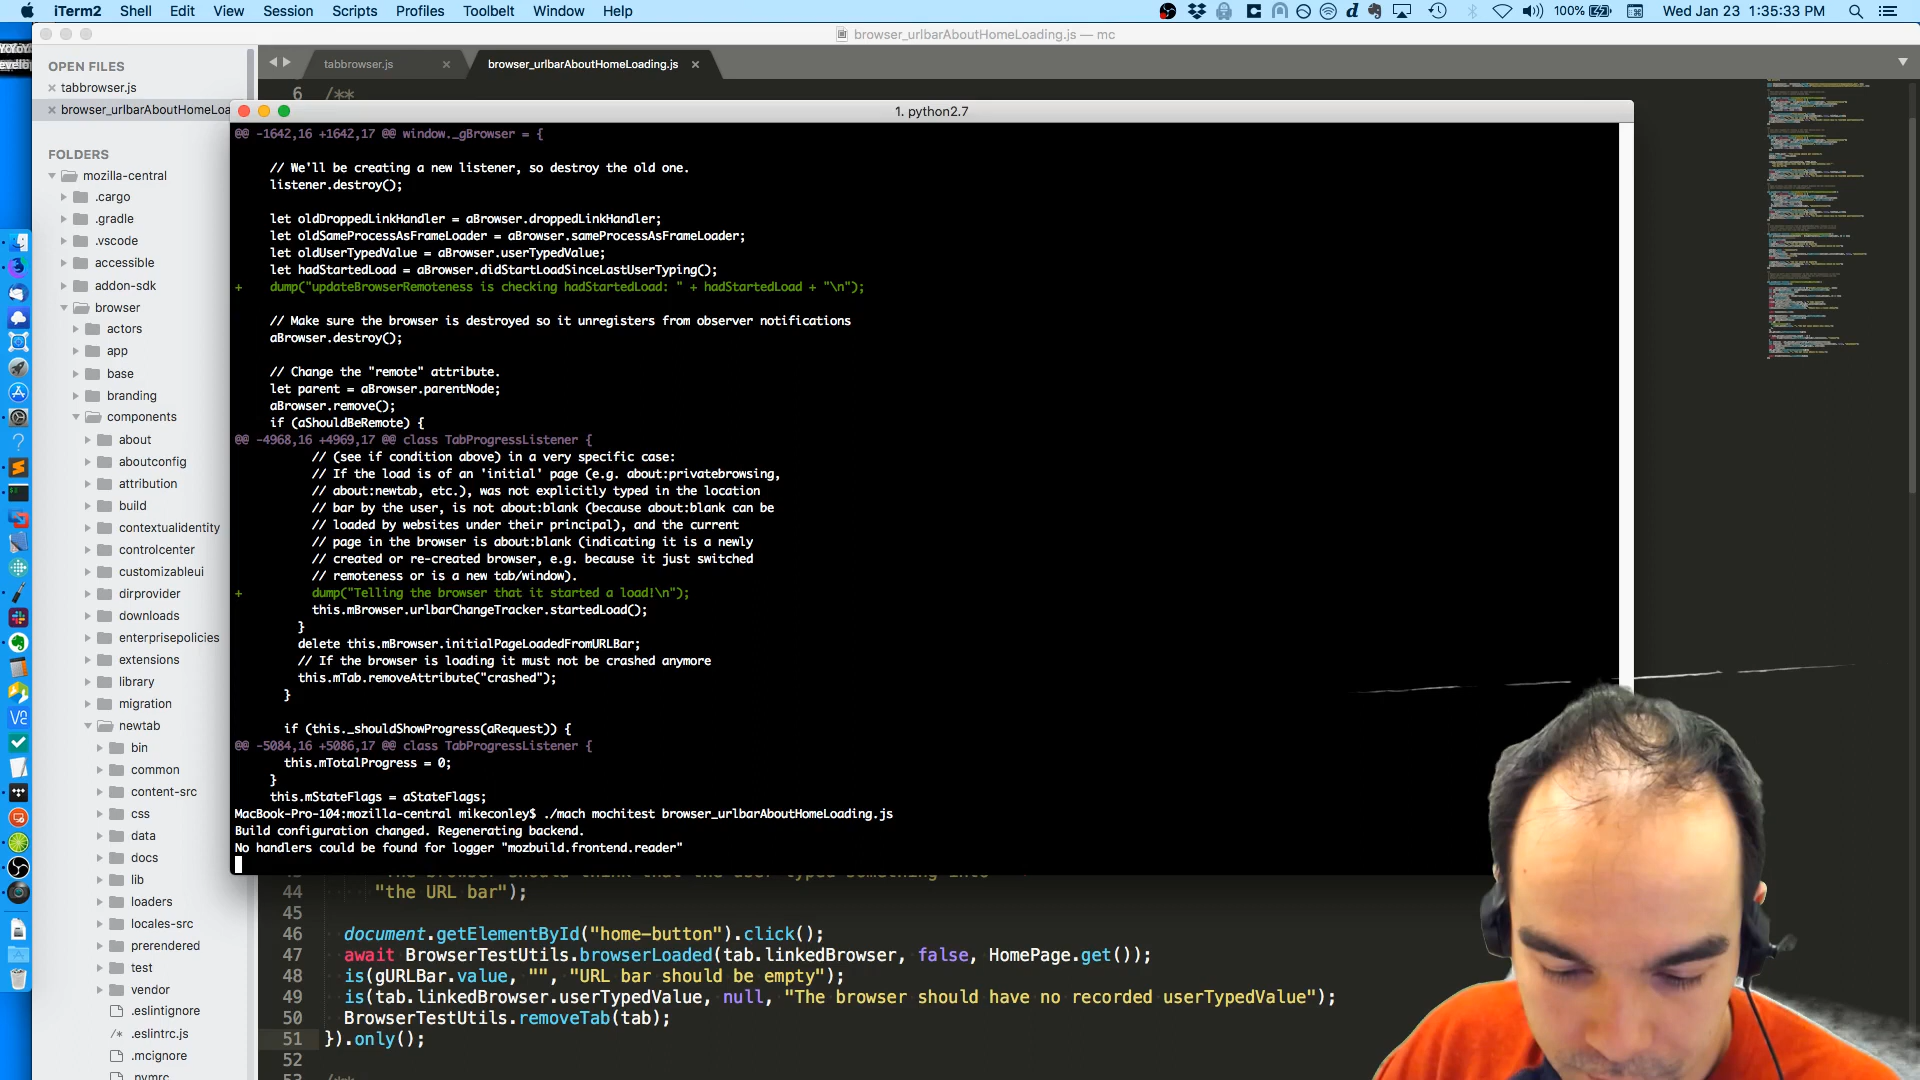 iTerm2 Shell Edit View Session Scripts Profiles Toolbelt Window Help 100% Wed Jan 23 1:35:33 PM
browser_urlbarAboutHomeLoading.js — mc
OPEN FILES
tabbrowser.js
browser_urlbarAboutHomeLoa
FOLDERS
mozilla-central
.cargo
.gradle
.vscode
accessible
addon-sdk
browser
actors
app
base
branding
components
about
aboutconfig
attribution
build
contextualidentity
controlcenter
customizableui
dirprovider
downloads
enterprisepolicies
extensions
library
migration
newtab
bin
common
content-src
css
data
docs
lib
loaders
locales-src
prerendered
test
vendor
.eslintignore
.eslintrc.js
.mcignore
tabbrowser.js browser_urlbarAboutHomeLoading.js
6 /**
1. python2.7
@@ -1642,16 +1642,17 @@ window._gBrowser = {
// We'll be creating a new listener, so destroy the old one.
listener.destroy();
let oldDroppedLinkHandler = aBrowser.droppedLinkHandler;
let oldSameProcessAsFrameLoader = aBrowser.sameProcessAsFrameLoader;
let oldUserTypedValue = aBrowser.userTypedValue;
let hadStartedLoad = aBrowser.didStartLoadSinceLastUserTyping();
+ dump("updateBrowserRemoteness is checking hadStartedLoad: " + hadStartedLoad + "\n");
// Make sure the browser is destroyed so it unregisters from observer notifications
aBrowser.destroy();
// Change the "remote" attribute.
let parent = aBrowser.parentNode;
aBrowser.remove();
if (aShouldBeRemote) {
@@ -4968,16 +4969,17 @@ class TabProgressListener {
// (see if condition above) in a very specific case:
// If the load is of an 'initial' page (e.g. about:privatebrowsing,
// about:newtab, etc.), was not explicitly typed in the location
// bar by the user, is not about:blank (because about:blank can be
// loaded by websites under their principal), and the current
// page in the browser is about:blank (indicating it is a newly
// created or re-created browser, e.g. because it just switched
// remoteness or is a new tab/window).
+ dump("Telling the browser that it started a load!\n");
this.mBrowser.urlbarChangeTracker.startedLoad();
}
delete this.mBrowser.initialPageLoadedFromURLBar;
// If the browser is loading it must not be crashed anymore
this.mTab.removeAttribute("crashed");
}
if (this._shouldShowProgress(aRequest)) {
@@ -5084,16 +5086,17 @@ class TabProgressListener {
this.mTotalProgress = 0;
}
this.mStateFlags = aStateFlags;
MacBook-Pro-104:mozilla-central mikeconley$ ./mach mochitest browser_urlbarAboutHomeLoading.js
Build configuration changed. Regenerating backend.
No handlers could be found for logger "mozbuild.frontend.reader"
44 "the URL bar");
45
46 document.getElementById("home-button").click();
47 await BrowserTestUtils.browserLoaded(tab.linkedBrowser, false, HomePage.get());
48 is(gURLBar.value, "", "URL bar should be empty");
49 is(tab.linkedBrowser.userTypedValue, null, "The browser should have no recorded userTypedValue");
50 BrowserTestUtils.removeTab(tab);
51 }).only();
52